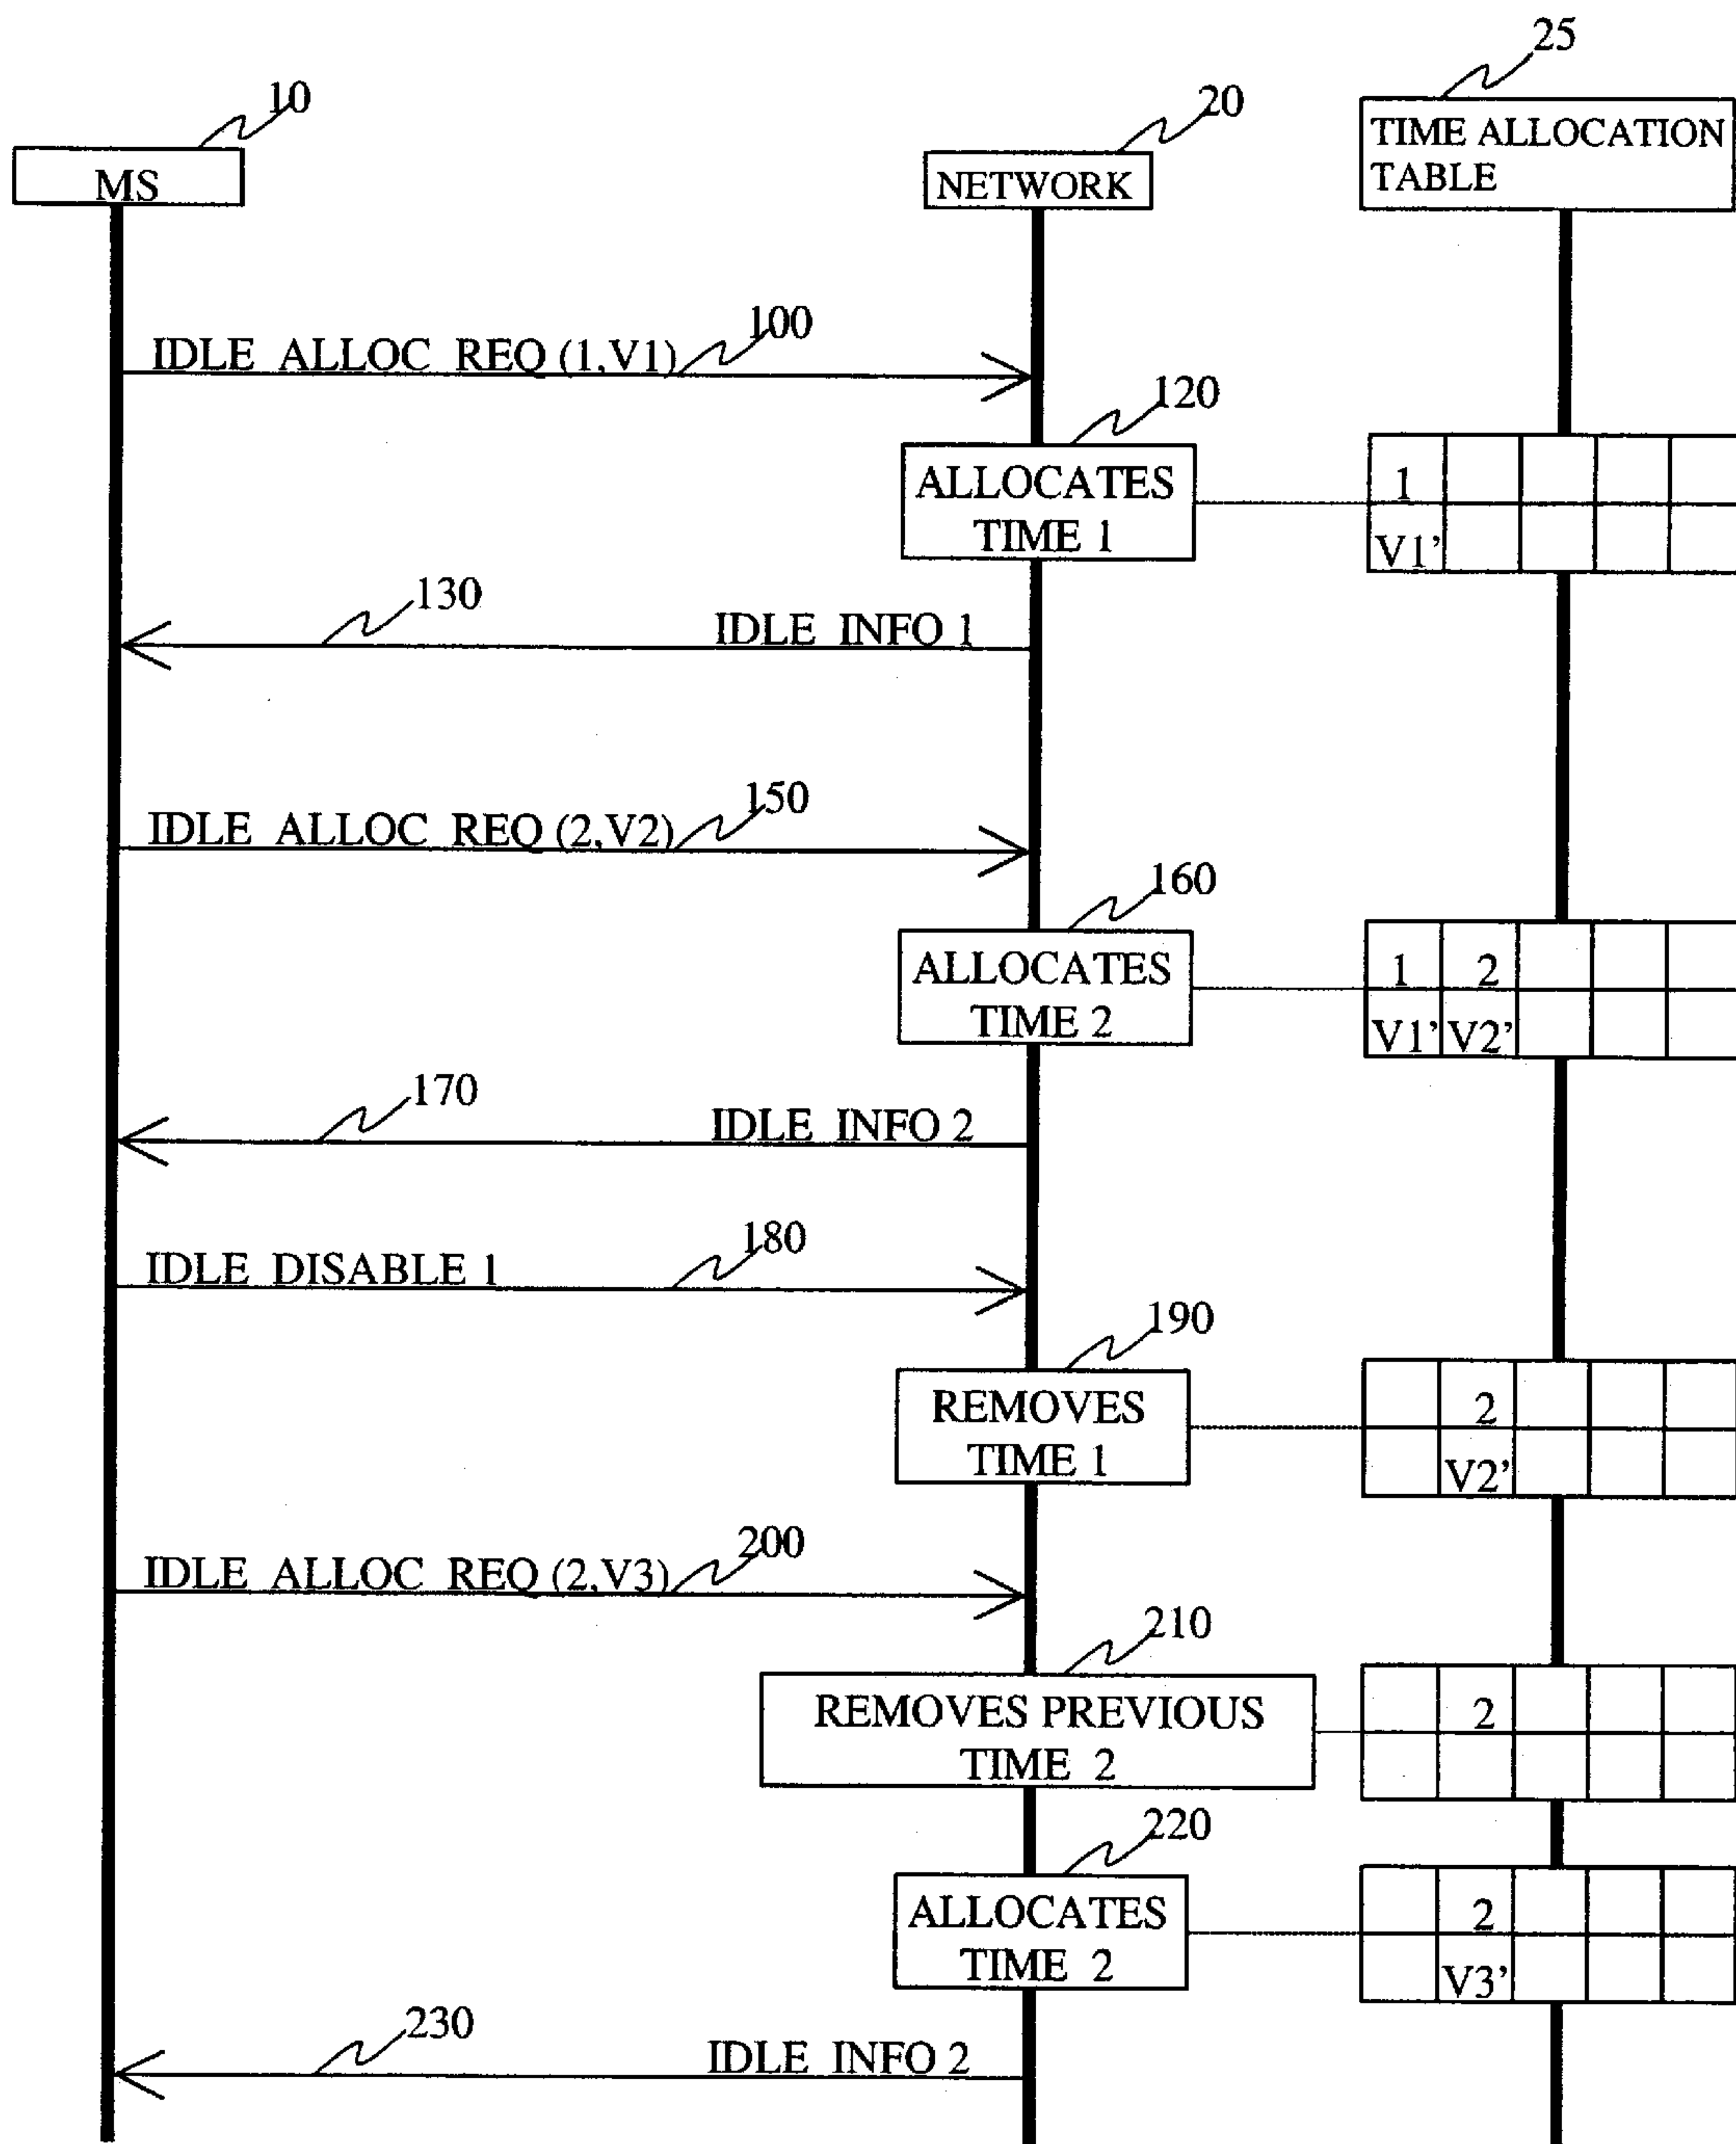 25
10
20
TIME ALLOCATION
TABLE
MS
NETWORK
100
IDLE ALLOC REQ (1,V1)
120
ALLOCATES
TIME 1
1
V1’
130
IDLE INFO 1
150
IDLE ALLOC REQ (2,V2)
160
ALLOCATES
TIME 2
1 2
V1’ V2’
170
IDLE INFO 2
180
IDLE DISABLE 1
190
REMOVES
TIME 1
2
V2’
200
IDLE ALLOC REQ (2,V3)
210
REMOVES PREVIOUS
TIME 2
2
220
ALLOCATES
TIME 2
2
V3’
230
IDLE INFO 2